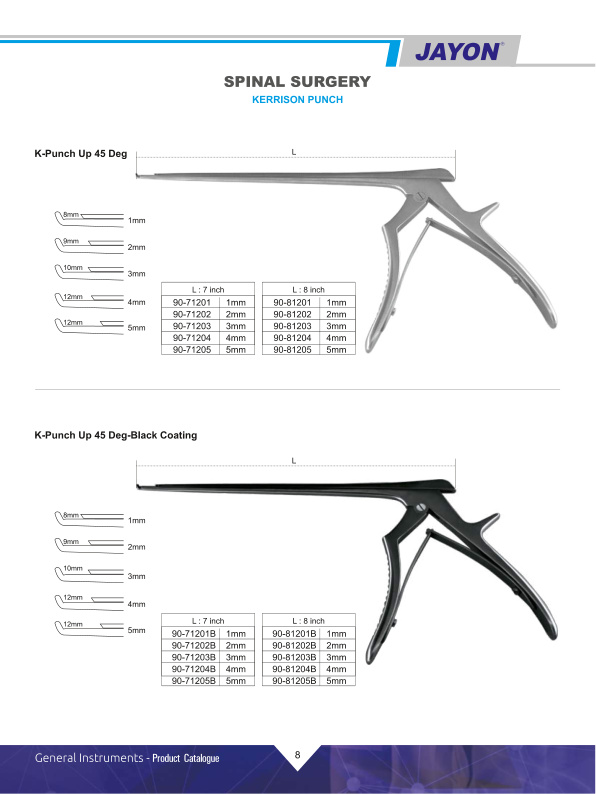 JAYON®
SPINAL SURGERY
KERRISON PUNCH
K-Punch Up 45 Deg
L
8mm 1mm
9mm 2mm
10mm 3mm
12mm 4mm
12mm 5mm
L : 7 inch
90-71201 1mm
90-71202 2mm
90-71203 3mm
90-71204 4mm
90-71205 5mm
L : 8 inch
90-81201 1mm
90-81202 2mm
90-81203 3mm
90-81204 4mm
90-81205 5mm
K-Punch Up 45 Deg-Black Coating
L
8mm 1mm
9mm 2mm
10mm 3mm
12mm 4mm
12mm 5mm
L : 7 inch
90-71201B 1mm
90-71202B 2mm
90-71203B 3mm
90-71204B 4mm
90-71205B 5mm
L : 8 inch
90-81201B 1mm
90-81202B 2mm
90-81203B 3mm
90-81204B 4mm
90-81205B 5mm
General Instruments - Product Catalogue
8